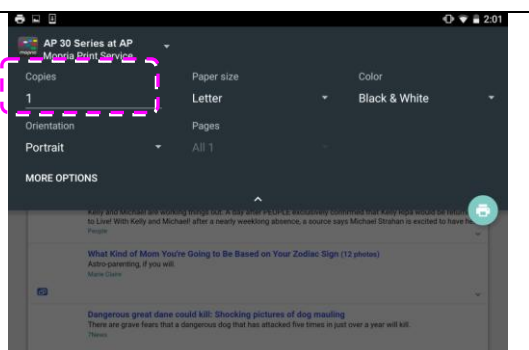 2:01
AP 30 Series at AP
mopria Mopria Print Service
Copies Paper size Color
1 Letter Black & White
Orientation Pages
Portrait All 1
MORE OPTIONS
Kelly and Michael are working things out. A day after PEOPLE exclusively confirmed that Kelly Ripa would be returning
to Live! With Kelly and Michael! after a nearly weeklong absence, a source says Michael Strahan is excited to have her
People
What Kind of Mom You're Going to Be Based on Your Zodiac Sign (12 photos)
Astro-parenting, if you will.
Marie Claire
Dangerous great dane could kill: Shocking pictures of dog mauling
There are grave fears that a dangerous dog that has attacked five times in just over a year will kill.
7News